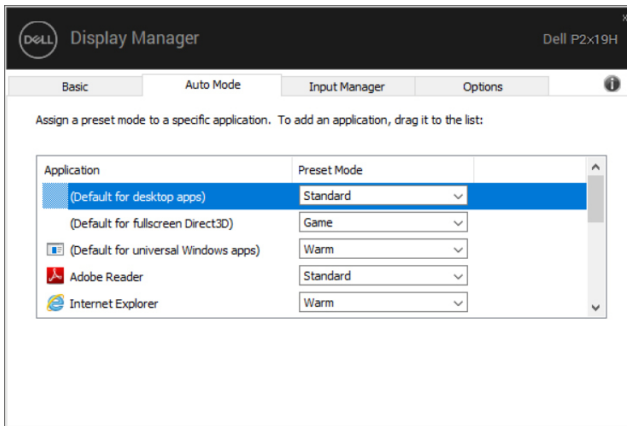 DELL
Display Manager
Dell P2x19H
Basic Auto Mode Input Manager Options
Assign a preset mode to a specific application. To add an application, drag it to the list:
Application Preset Mode
(Default for desktop apps) Standard
(Default for fullscreen Direct3D) Game
(Default for universal Windows apps) Warm
Adobe Reader Standard
Internet Explorer Warm